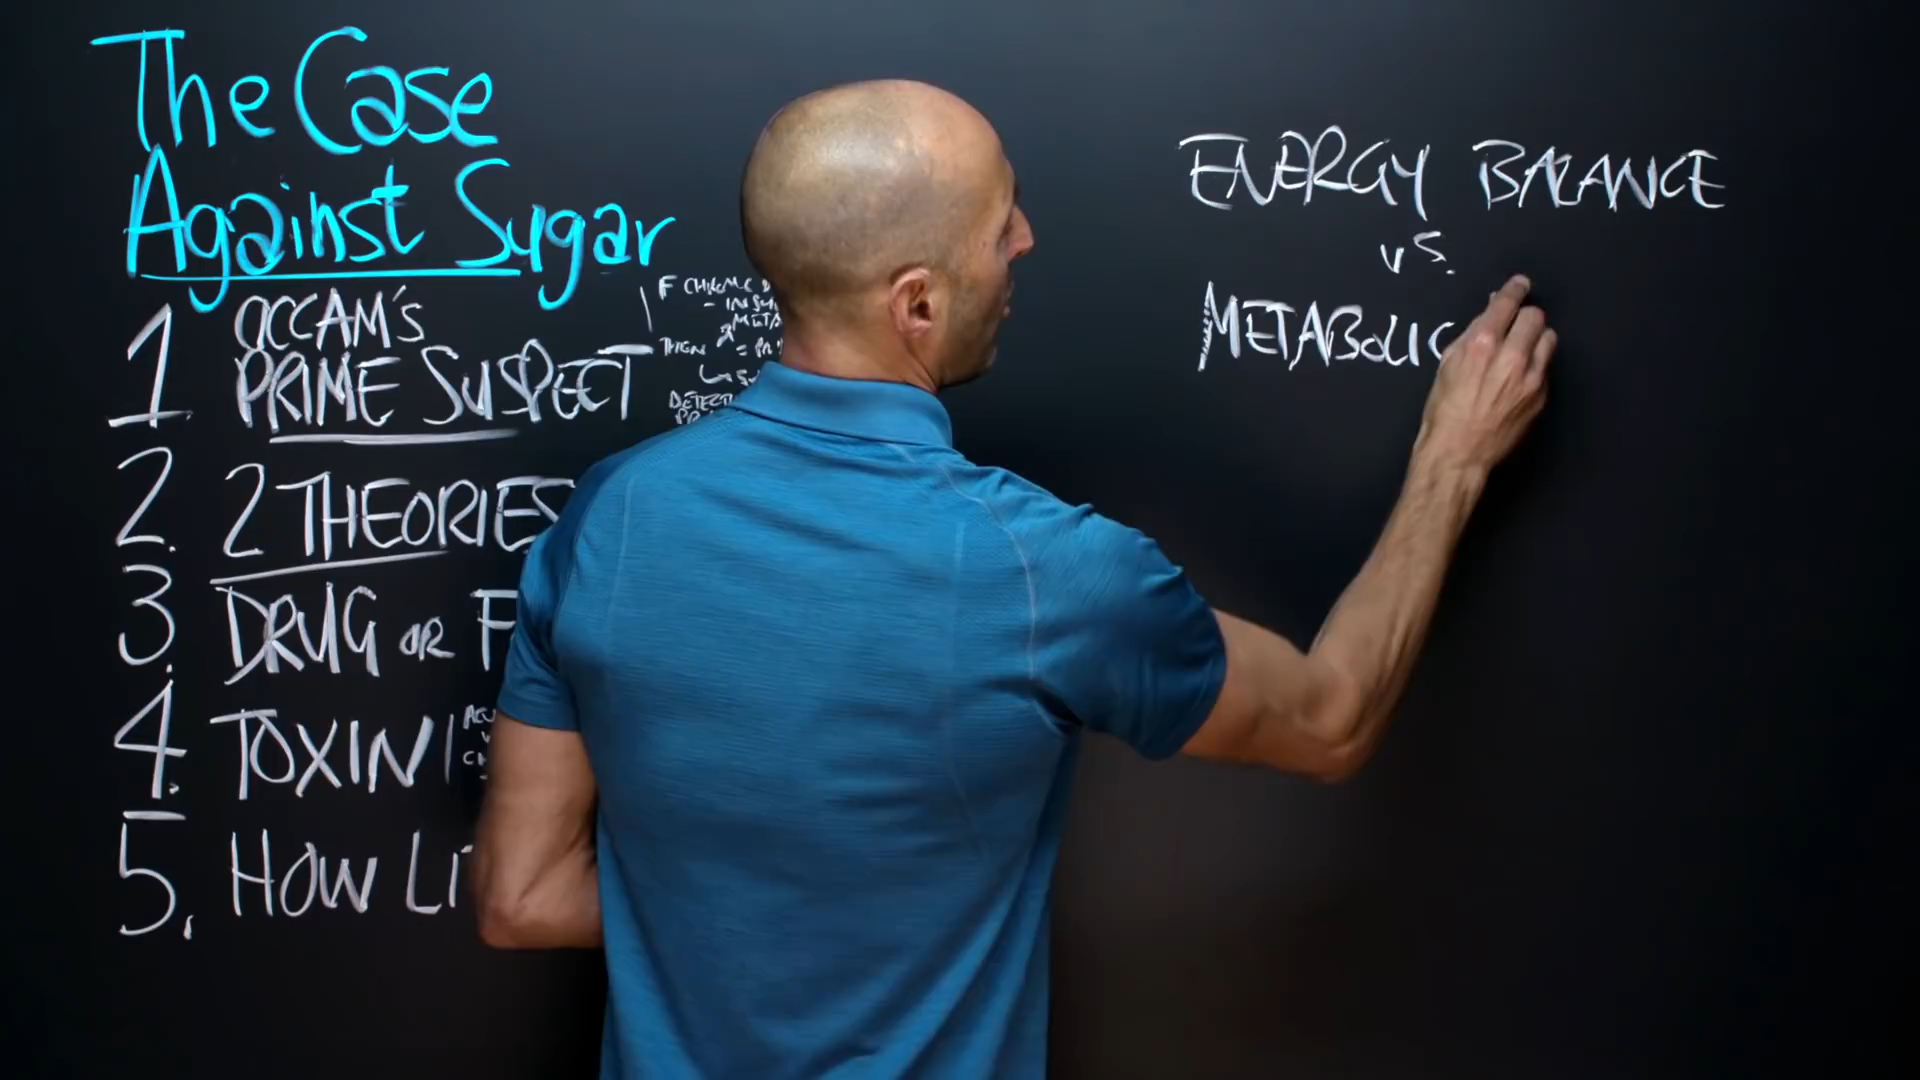 The Case
Against Sugar
1 OCCAM'S
PRIME SUSPECT
2. 2 THEORIES
3. DRUG OR F
4. TOXIN
5. HOW LI
THEN
ENERGY BALANCE
vs.
METABOLIC